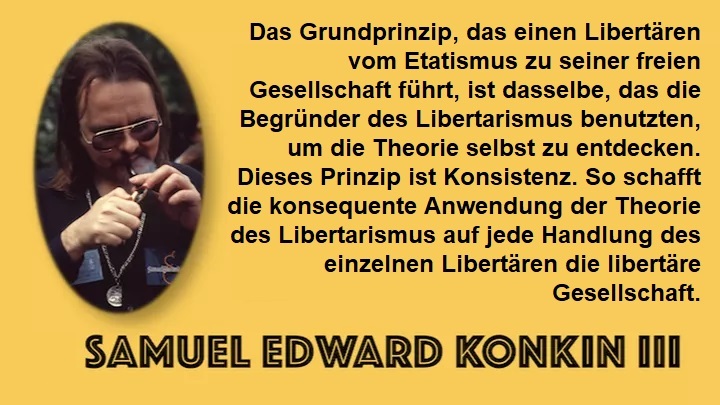 Das Grundprinzip, das einen Libertären
vom Etatismus zu seiner freien
Gesellschaft führt, ist dasselbe, das die
Begründer des Libertarismus benutzten,
um die Theorie selbst zu entdecken.
Dieses Prinzip ist Konsistenz. So schafft
die konsequente Anwendung der Theorie
des Libertarismus auf jede Handlung des
einzelnen Libertären die libertäre
Gesellschaft.
SAMUEL EDWARD KONKIN III